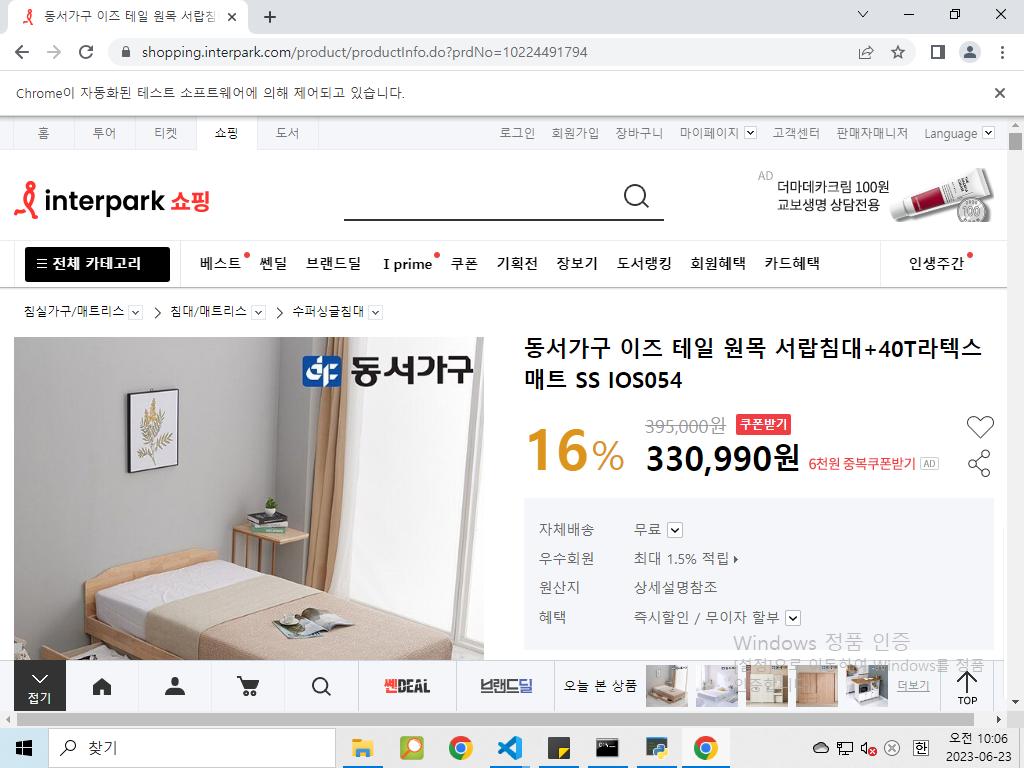 동서가구 이즈 테일 원목 서랍침
shopping.interpark.com/product/productInfo.do?prdNo=10224491794
Chrome이 자동화된 테스트 소프트웨어에 의해 제어되고 있습니다.
홈 투어 티켓 쇼핑 도서 로그인 회원가입 장바구니 마이페이지 고객센터 판매자매니저 Language
interpark 쇼핑
AD
더마데카크림 100원
교보생명 상담전용
전체 카테고리 베스트 쎈딜 브랜드딜 I prime 쿠폰 기획전 장보기 도서랭킹 회원혜택 카드혜택 인생주간
침실가구/매트리스 침대/매트리스 수퍼싱글침대
동서가구
동서가구 이즈 테일 원목 서랍침대+40T라텍스
매트 SS IOS054
16% 395,000원 쿠폰받기
330,990원 6천원 중복쿠폰받기 AD
자체배송 무료
우수회원 최대 1.5% 적립
원산지 상세설명참조
혜택 즉시할인 / 무이자 할부
Windows 정품 인증
[설정]으로 이동하여 Windows를 정품
인증합니다.
접기 쎈DEAL 브랜드딜 오늘 본 상품 더보기 TOP
찾기
한
오전 10:06
2023-06-23